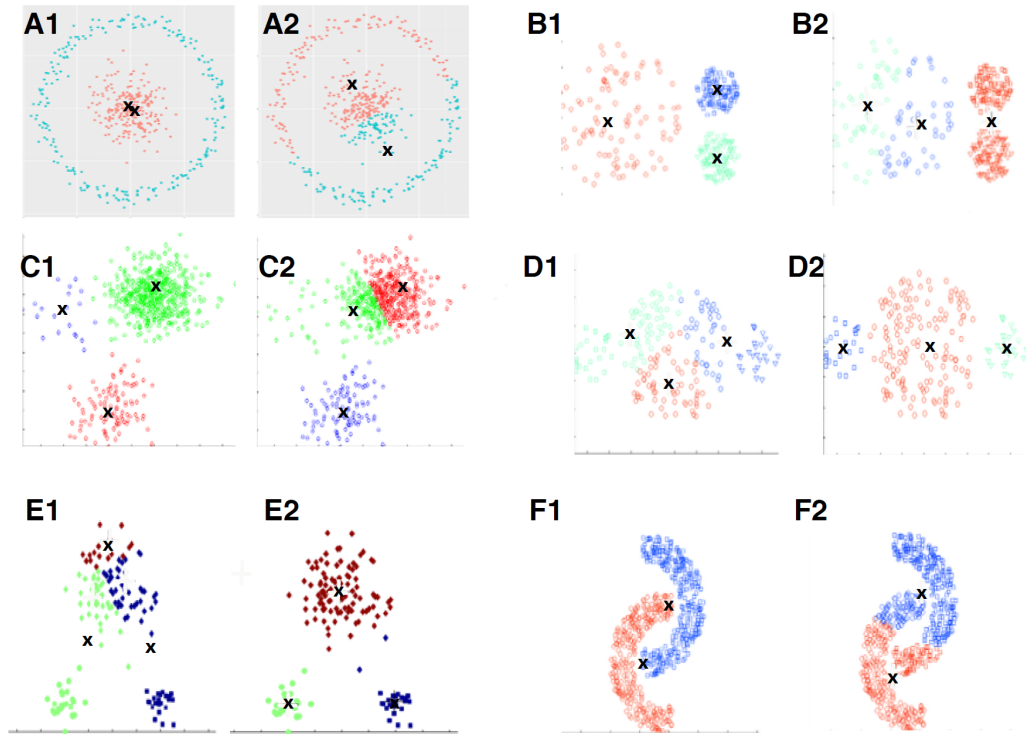 A1 A2 B1 B2
x x x x x x x x x x
C1 C2 D1 D2
x x x x x x x x x x x x
E1 E2 F1 F2
x x x x x x x x x x